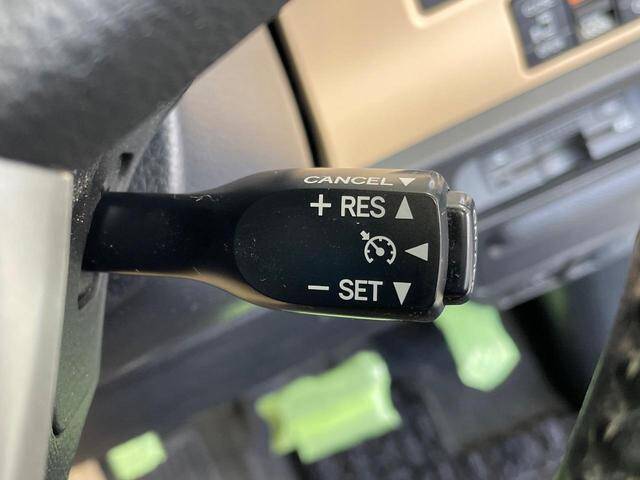 CANCEL ▼
+ RES ▲
◀
− SET ▼